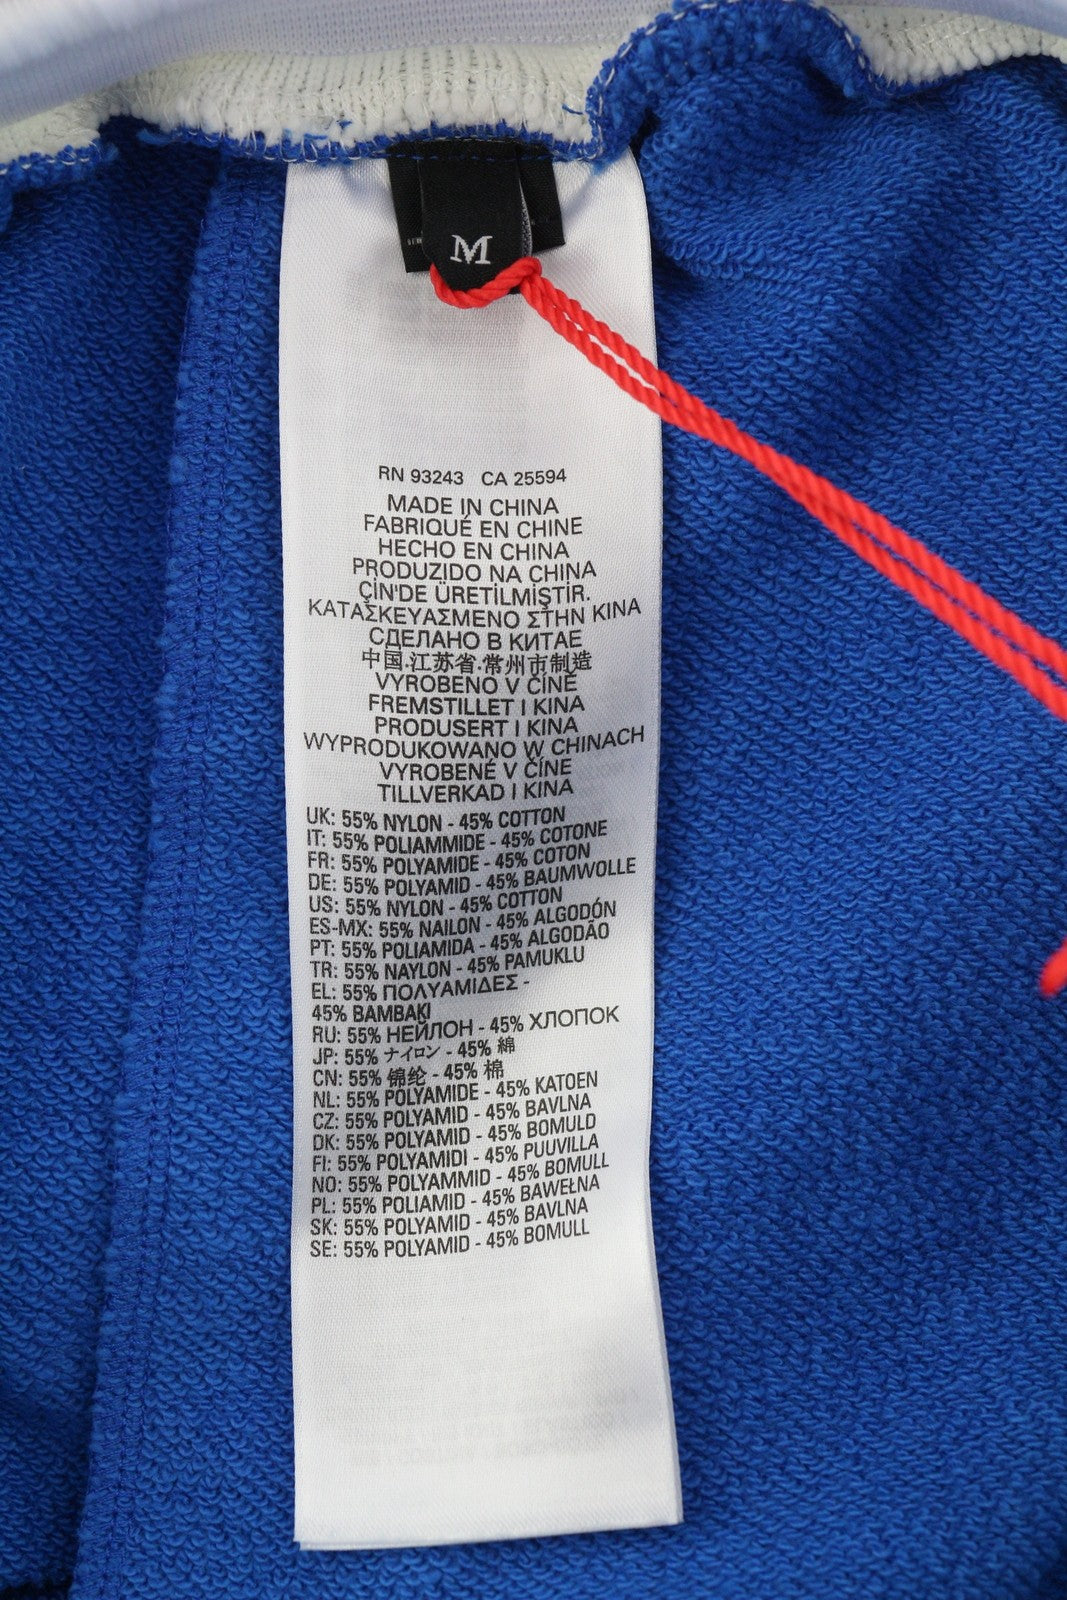 M
RN 93243 CA 25594
MADE IN CHINA
FABRIQUÉ EN CHINE
HECHO EN CHINA
PRODUZIDO NA CHINA
ÇİN'DE ÜRETİLMİŞTİR.
ΚΑΤΑΣΚΕΥΑΣΜΕΝΟ ΣΤΗΝ ΚΙΝΑ
СДЕЛАНО В КИТАЕ
中国.江苏省.常州市制造
VYROBENO V ČÍNĚ
FREMSTILLET I KINA
PRODUSERT I KINA
WYPRODUKOWANO W CHINACH
VYROBENÉ V ČÍNE
TILLVERKAD I KINA
UK: 55% NYLON - 45% COTTON
IT: 55% POLIAMMIDE - 45% COTONE
FR: 55% POLYAMIDE - 45% COTON
DE: 55% POLYAMID - 45% BAUMWOLLE
US: 55% NYLON - 45% COTTON
ES-MX: 55% NAILON - 45% ALGODÓN
PT: 55% POLIAMIDA - 45% ALGODÃO
TR: 55% NAYLON - 45% PAMUKLU
EL: 55% ΠΟΛΥΑΜΙΔΕΣ -
45% ΒΑΜΒΑΚΙ
RU: 55% НЕЙЛОН - 45% ХЛОПОК
JP: 55% ナイロン - 45% 綿
CN: 55% 锦纶 - 45% 棉
NL: 55% POLYAMIDE - 45% KATOEN
CZ: 55% POLYAMID - 45% BAVLNA
DK: 55% POLYAMID - 45% BOMULD
FI: 55% POLYAMIDI - 45% PUUVILLA
NO: 55% POLYAMMID - 45% BOMULL
PL: 55% POLIAMID - 45% BAWEŁNA
SK: 55% POLYAMID - 45% BAVLNA
SE: 55% POLYAMID - 45% BOMULL